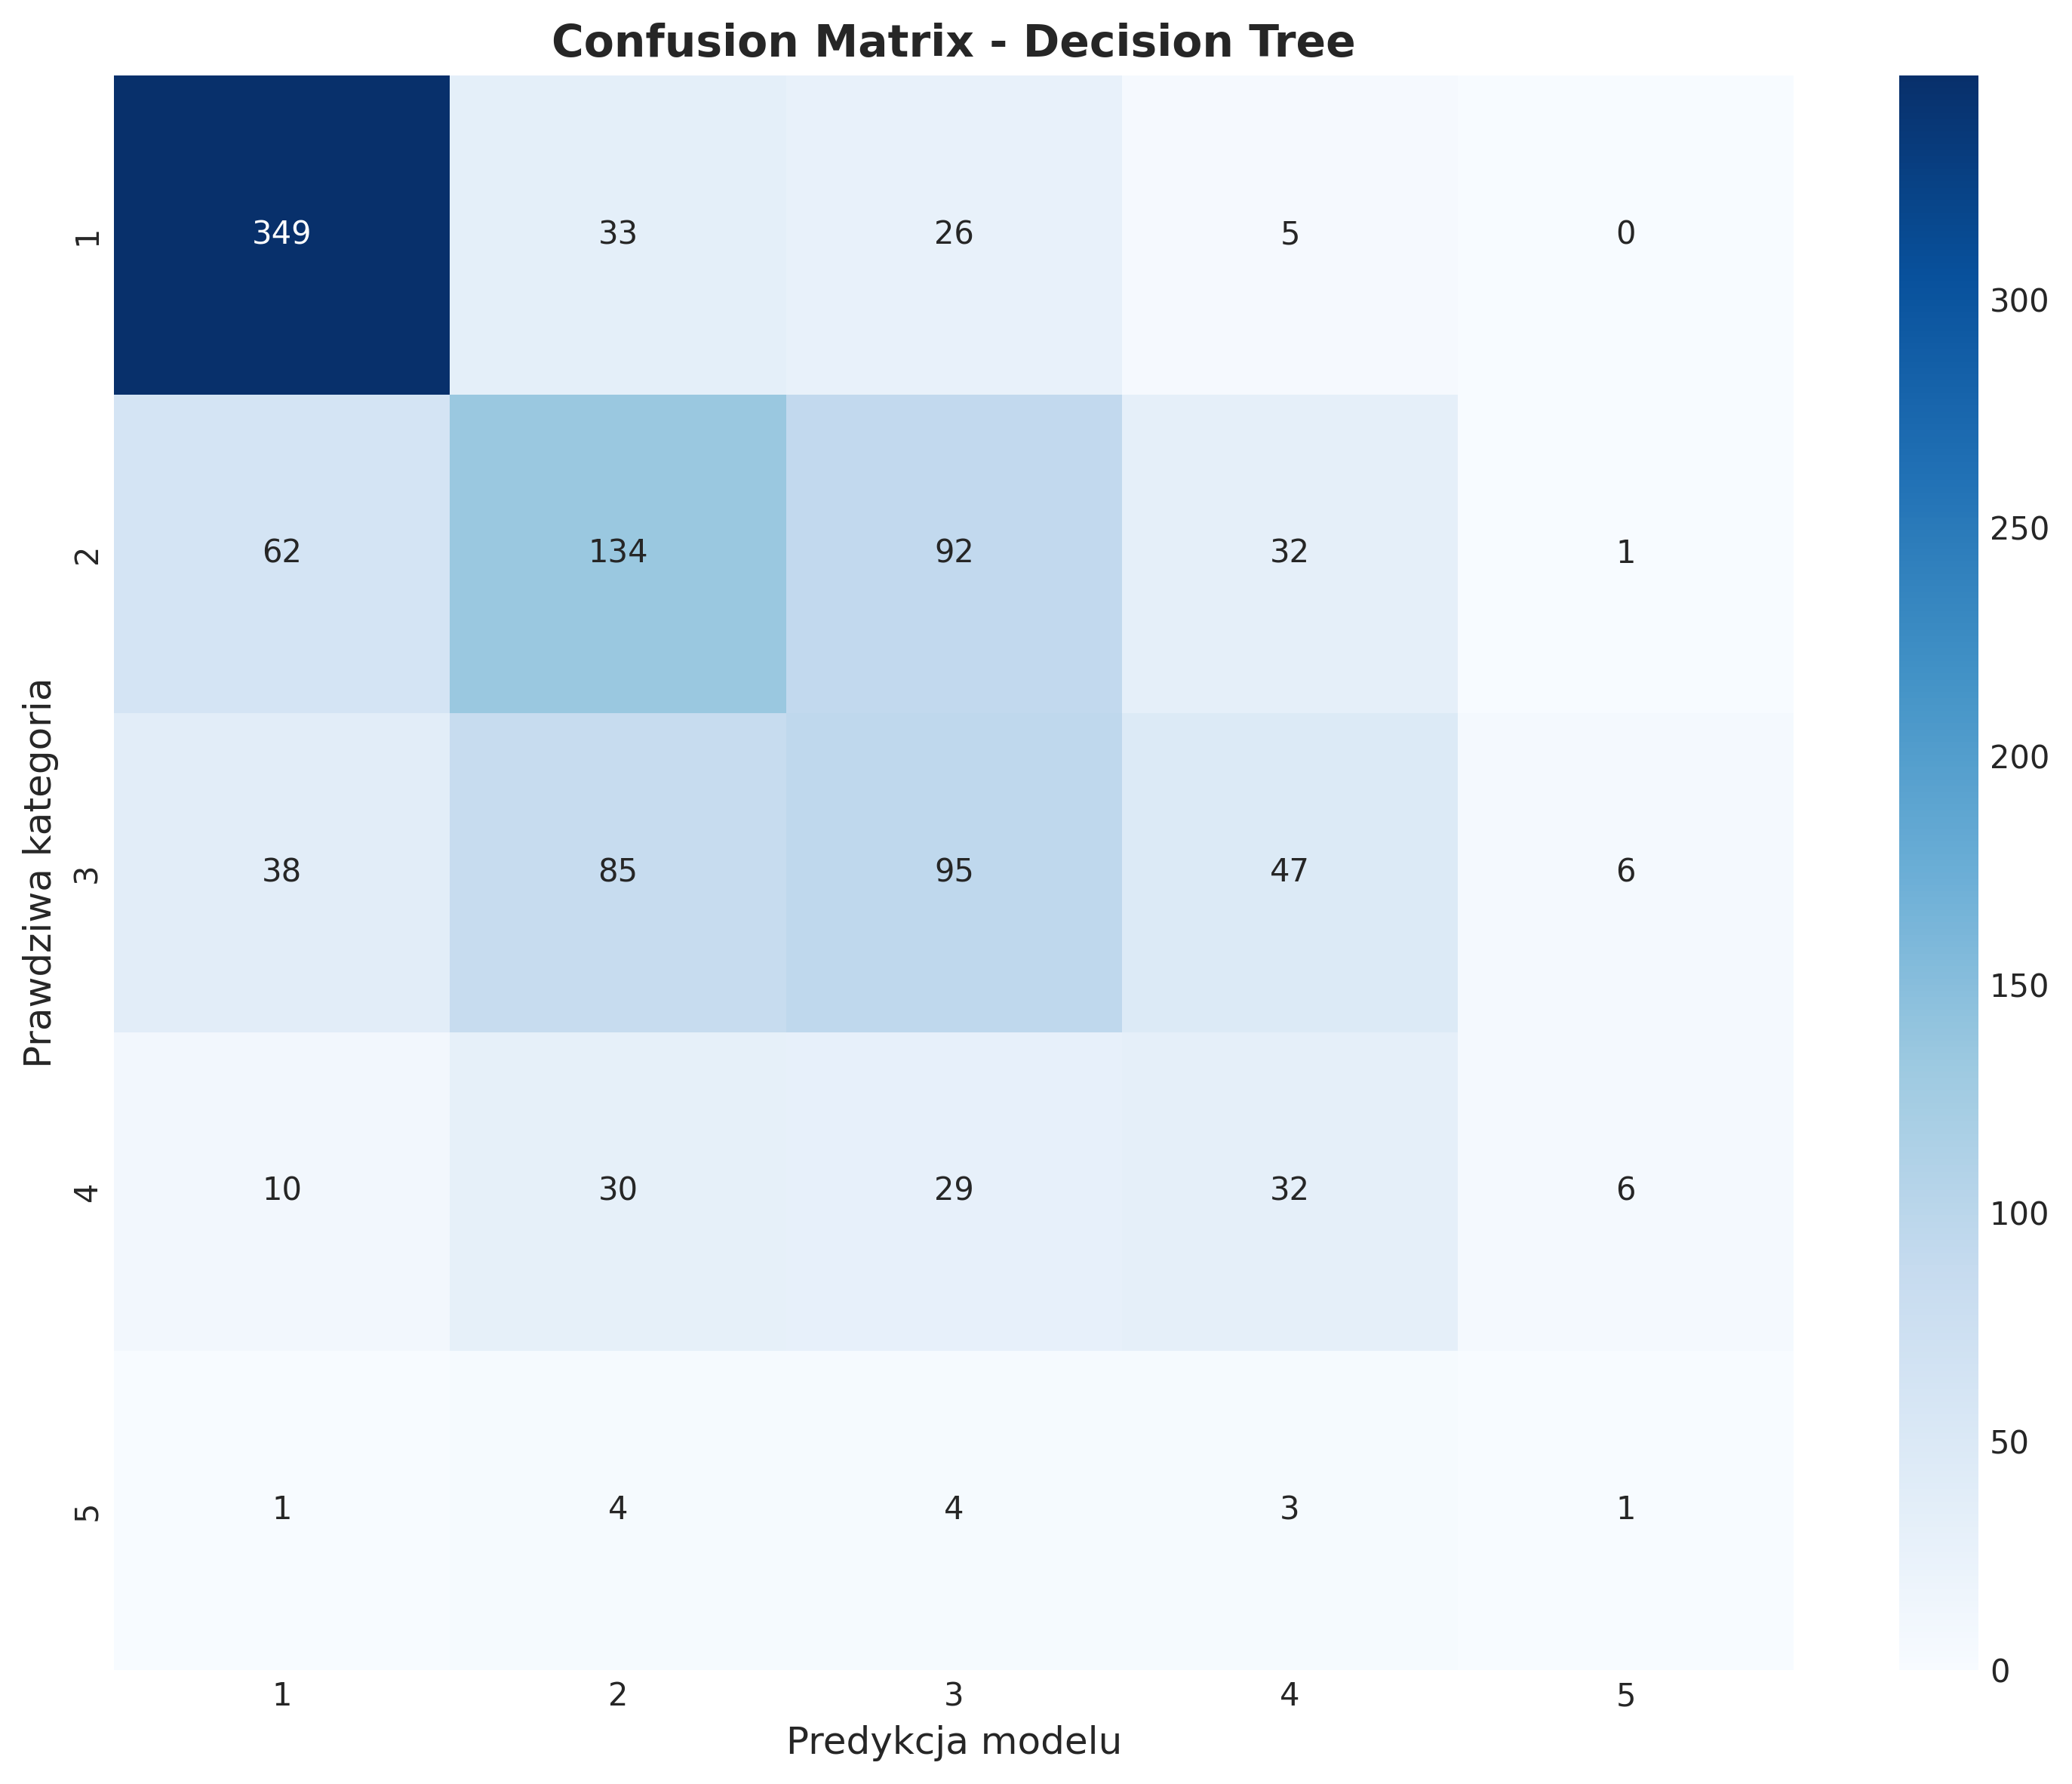 Confusion Matrix - Decision Tree
Prawdziwa kategoria
1 349 33 26 5 0
2 62 134 92 32 1
3 38 85 95 47 6
4 10 30 29 32 6
5 1 4 4 3 1
1 2 3 4 5
Predykcja modelu
300
250
200
150
100
50
0